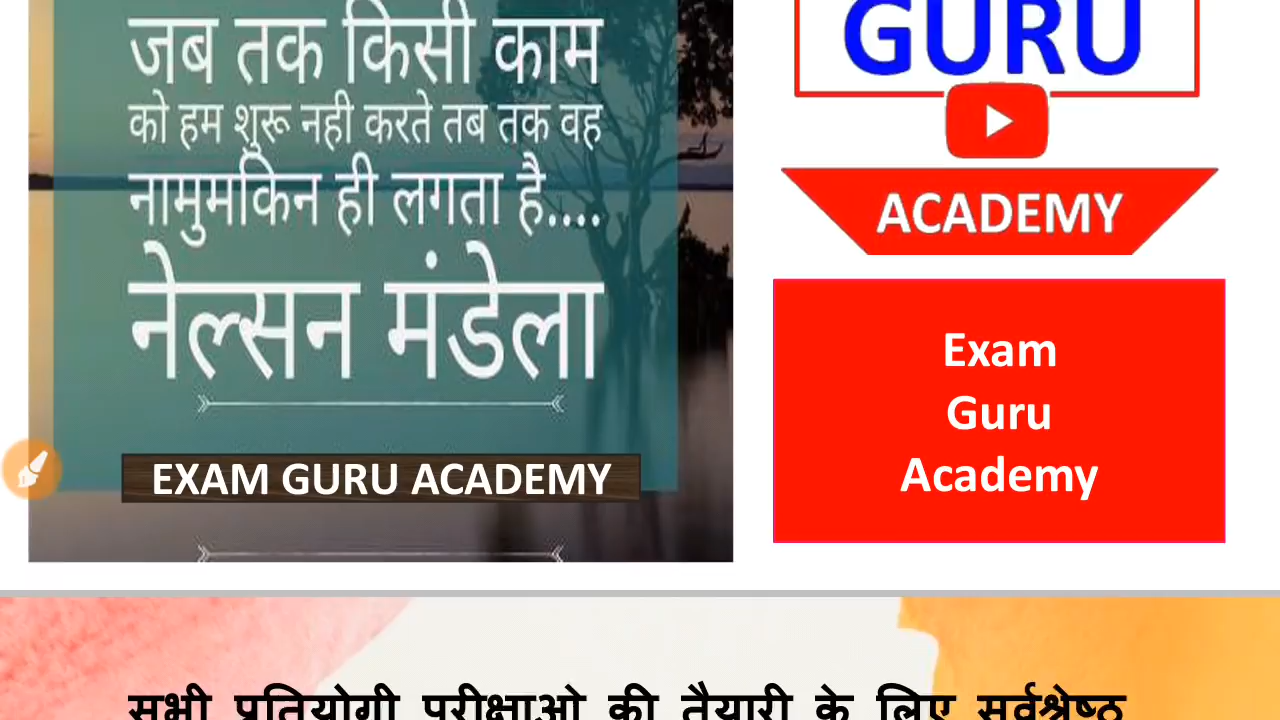 जब तक किसी काम
को हम शुरू नही करते तब तक वह
नामुमकिन ही लगता है....
नेल्सन मंडेला
EXAM GURU ACADEMY
GURU
ACADEMY
Exam
Guru
Academy
सभी प्रतियोगी परीक्षाओ की तैयारी के लिए सर्वश्रेष्ठ